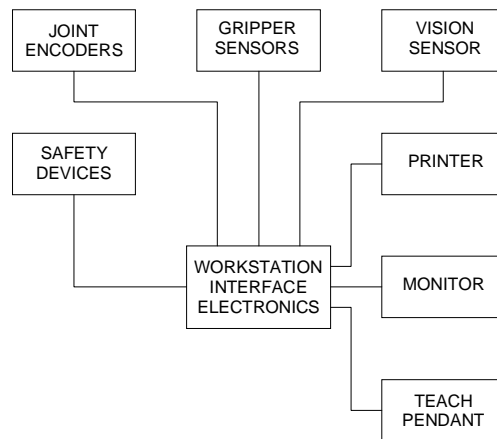 JOINT
ENCODERS
GRIPPER
SENSORS
VISION
SENSOR
SAFETY
DEVICES
PRINTER
WORKSTATION
INTERFACE
ELECTRONICS
MONITOR
TEACH
PENDANT